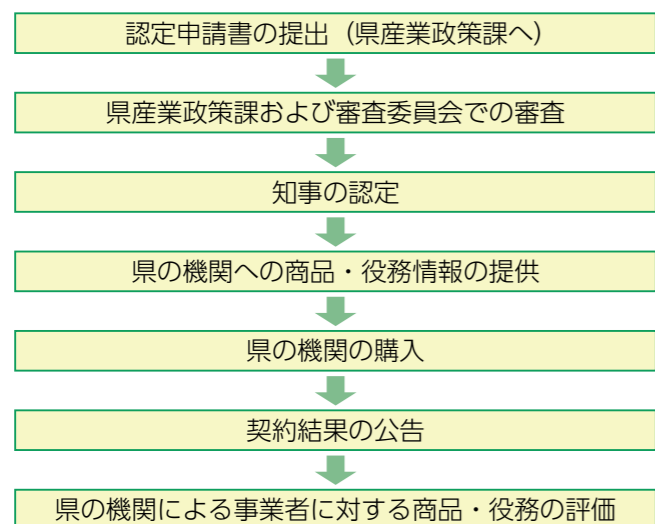 認定申請書の提出（県産業政策課へ）
県産業政策課および審査委員会での審査
知事の認定
県の機関への商品・役務情報の提供
県の機関の購入
契約結果の公告
県の機関による事業者に対する商品・役務の評価